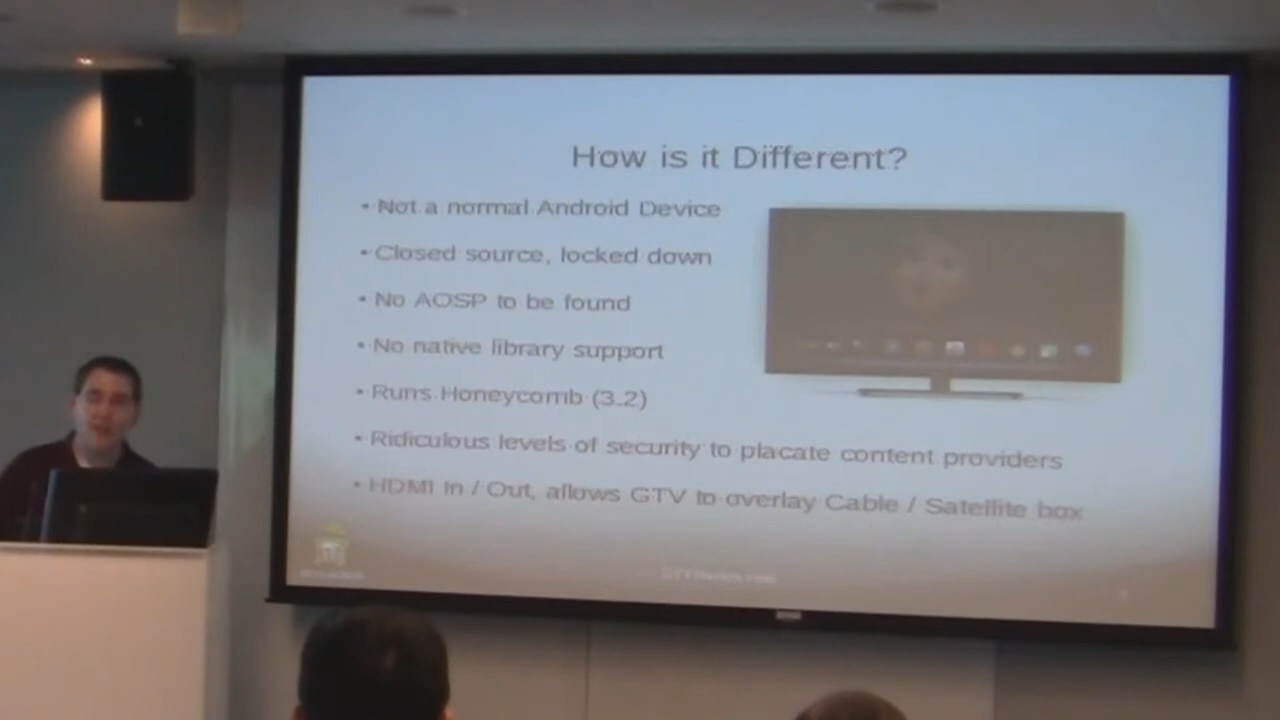 How is it Different?
• Not a normal Android Device
• Closed source, locked down
• No AOSP to be found
• No native library support
• Runs Honeycomb (3.2)
• Ridiculous levels of security to placate content providers
• HDMI In / Out, allows GTV to overlay Cable / Satellite box